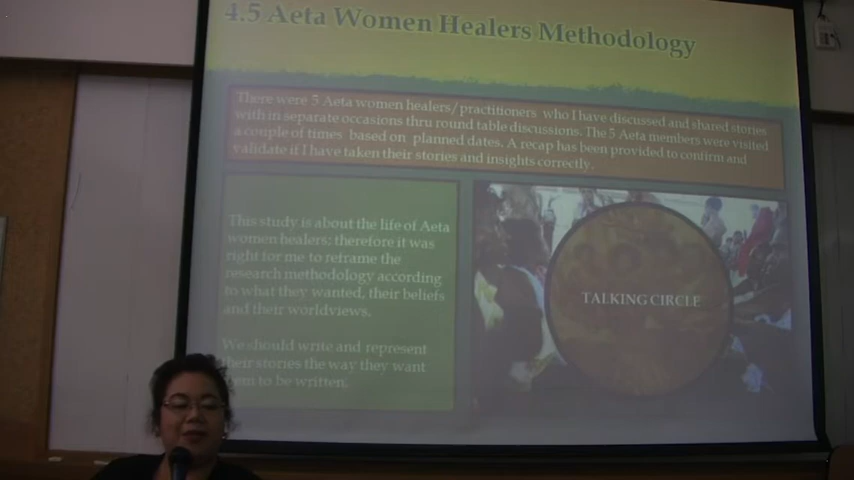 4.5 Aeta Women Healers Methodology
There were 5 Aeta women healers/practitioners who I have discussed and shared stories
with in separate occasions thru round table discussions. The 5 Aeta members were visited
a couple of times based on planned dates. A recap has been provided to confirm and
validate if I have taken their stories and insights correctly.
This study is about the life of Aeta
women healers; therefore it was
right for me to reframe the
research methodology according
to what they wanted, their beliefs
and their worldviews.
We should write and represent
their stories the way they want
them to be written.
TALKING CIRCLE